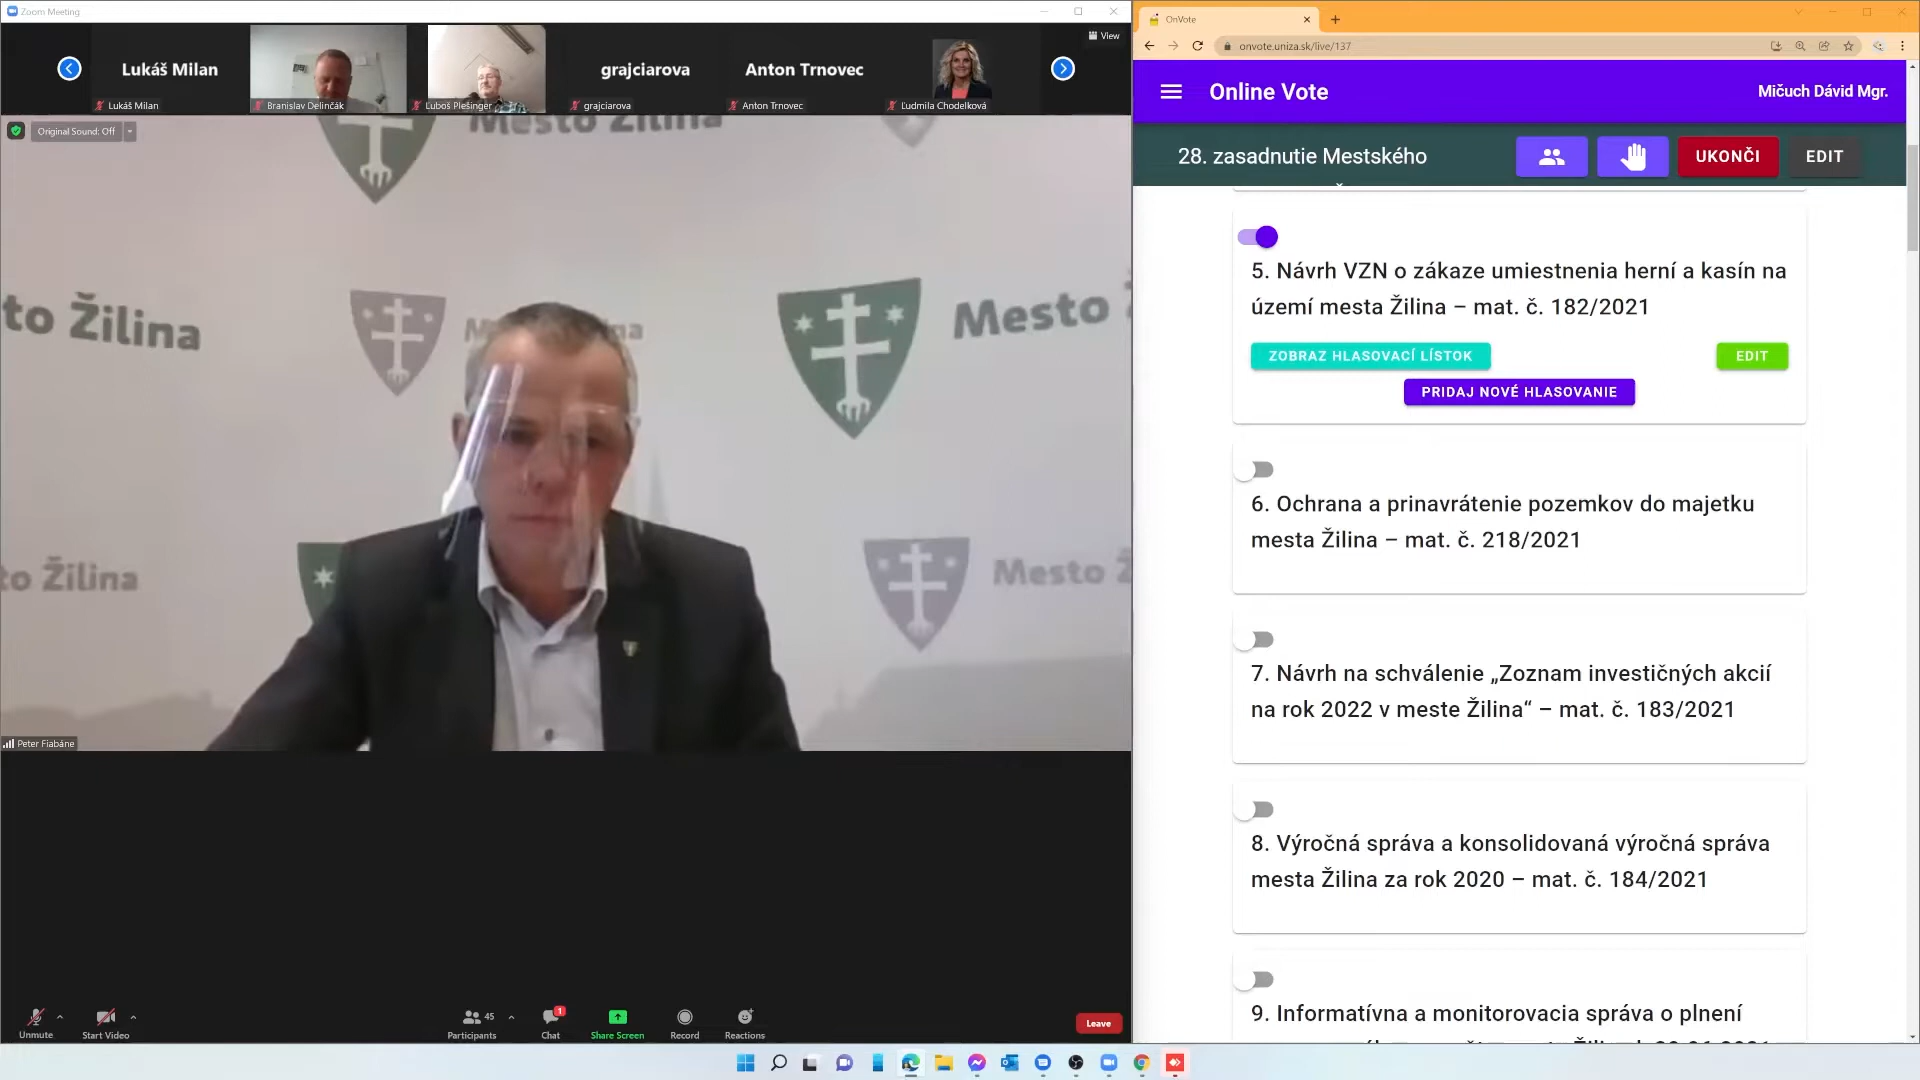 Zoom Meeting
View
Lukáš Milan
grajciarova
Anton Trnovec
Lukáš Milan
Branislav Delinčák
Ľuboš Plešinger
grajciarova
Anton Trnovec
Ľudmila Chodelková
Original Sound: Off
Mesto Žilina
to Žilina
Mesto
to Žilina
Mesto Ž
Peter Fiabáne
Unmute
Start Video
45
Participants
1
Chat
Share Screen
Record
Reactions
Leave
OnVote
onvote.uniza.sk/live/137
Online Vote
Mičuch Dávid Mgr.
28. zasadnutie Mestského
UKONČI
EDIT
5. Návrh VZN o zákaze umiestnenia herní a kasín na
území mesta Žilina – mat. č. 182/2021
ZOBRAZ HLASOVACÍ LÍSTOK
EDIT
PRIDAJ NOVÉ HLASOVANIE
6. Ochrana a prinavrátenie pozemkov do majetku
mesta Žilina – mat. č. 218/2021
7. Návrh na schválenie „Zoznam investičných akcií
na rok 2022 v meste Žilina“ – mat. č. 183/2021
8. Výročná správa a konsolidovaná výročná správa
mesta Žilina za rok 2020 – mat. č. 184/2021
9. Informatívna a monitorovacia správa o plnení